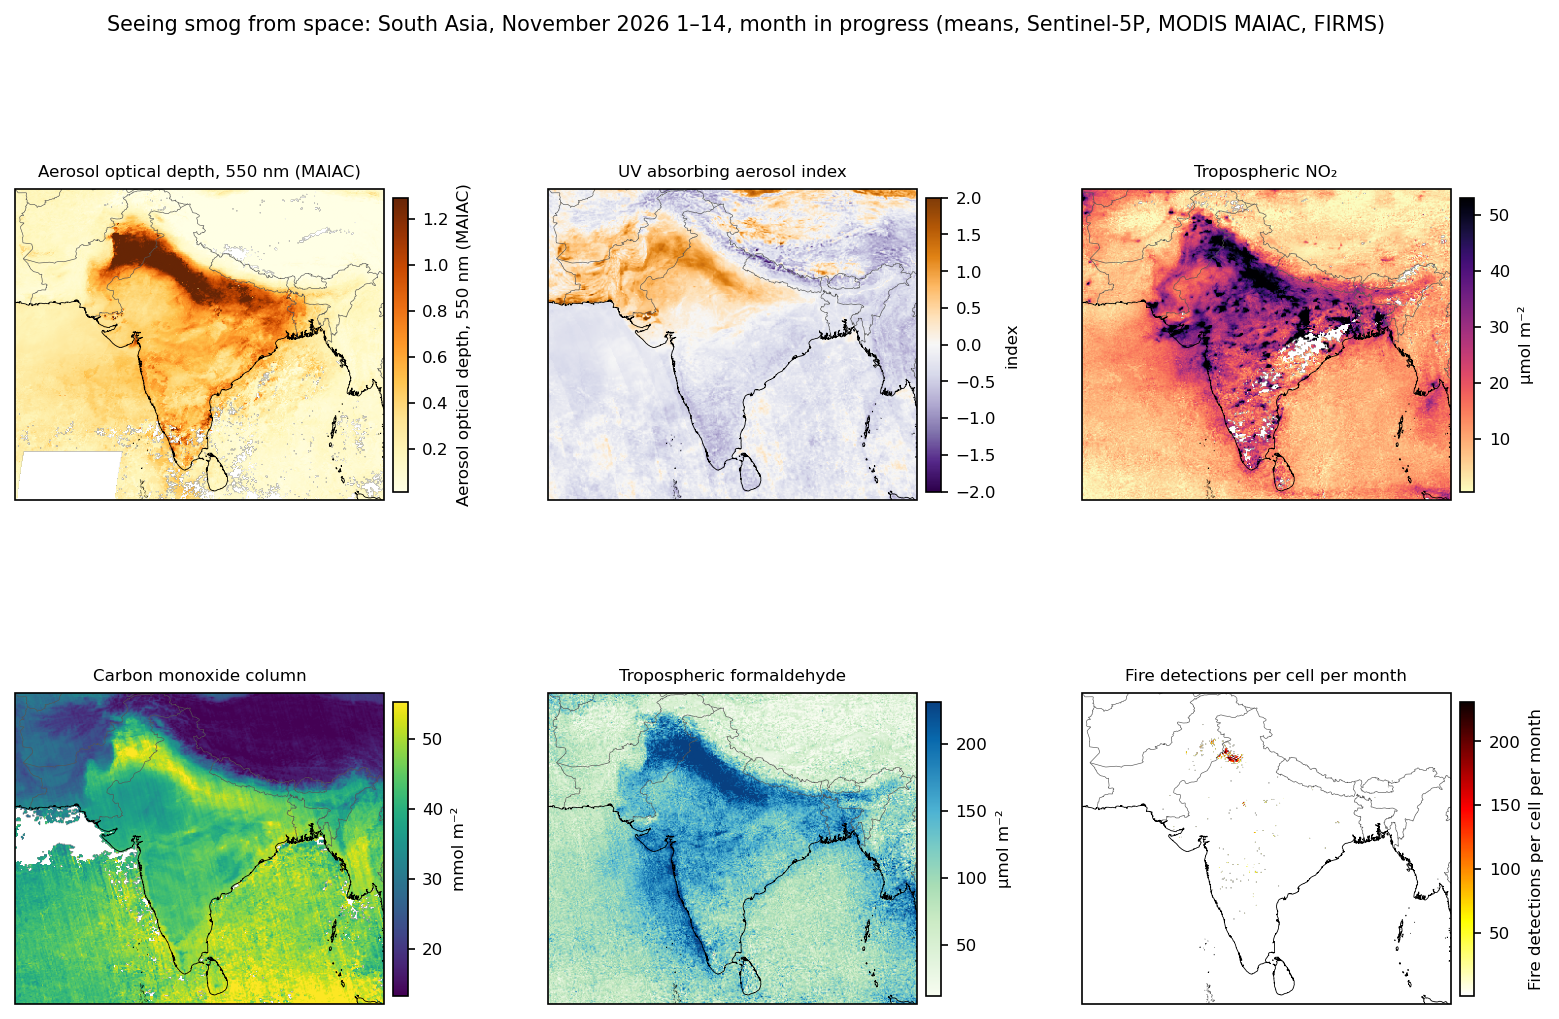 Seeing smog from space: South Asia, November 2026 1–14, month in progress (means, Sentinel-5P, MODIS MAIAC, FIRMS)
Aerosol optical depth, 550 nm (MAIAC)
1.2
1.0
0.8
0.6
0.4
0.2
Aerosol optical depth, 550 nm (MAIAC)
UV absorbing aerosol index
2.0
1.5
1.0
0.5
0.0
−0.5
−1.0
−1.5
−2.0
index
Tropospheric NO₂
50
40
30
20
10
μmol m⁻²
Carbon monoxide column
50
40
30
20
mmol m⁻²
Tropospheric formaldehyde
200
150
100
50
μmol m⁻²
Fire detections per cell per month
200
150
100
50
Fire detections per cell per month